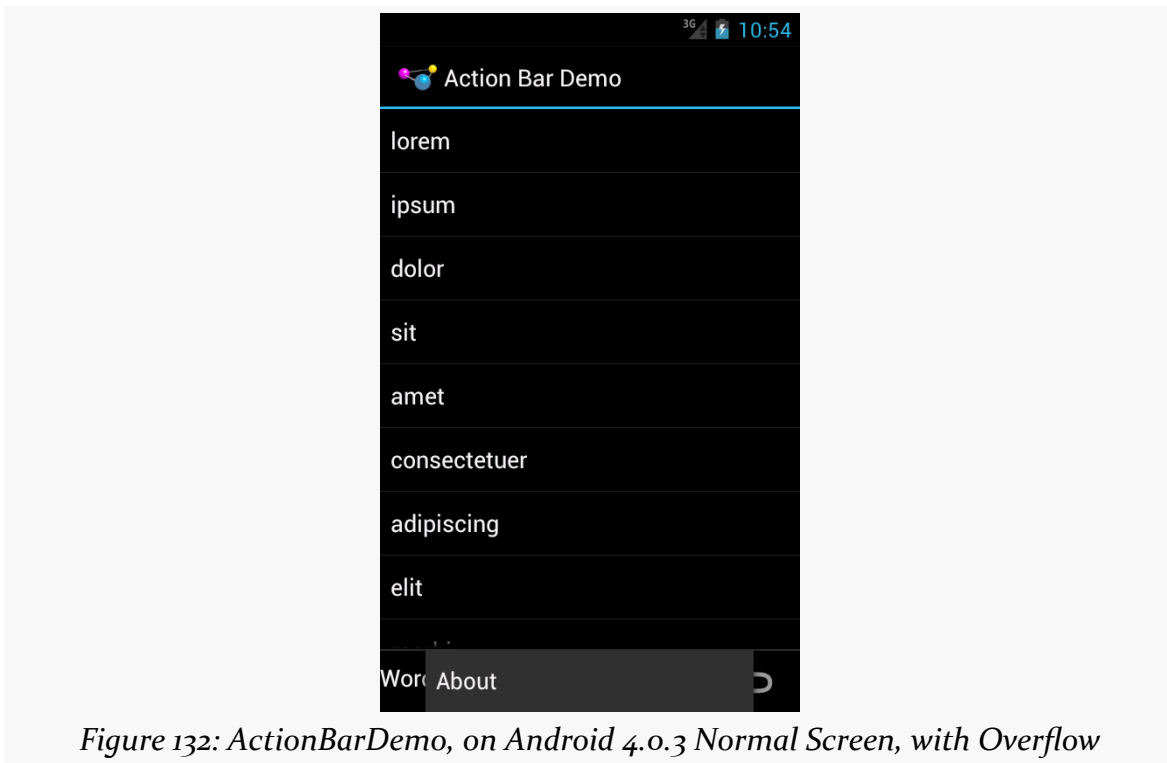 3G 10:54
Action Bar Demo
lorem
ipsum
dolor
sit
amet
consectetuer
adipiscing
elit
About
Figure 132: ActionBarDemo, on Android 4.0.3 Normal Screen, with Overflow